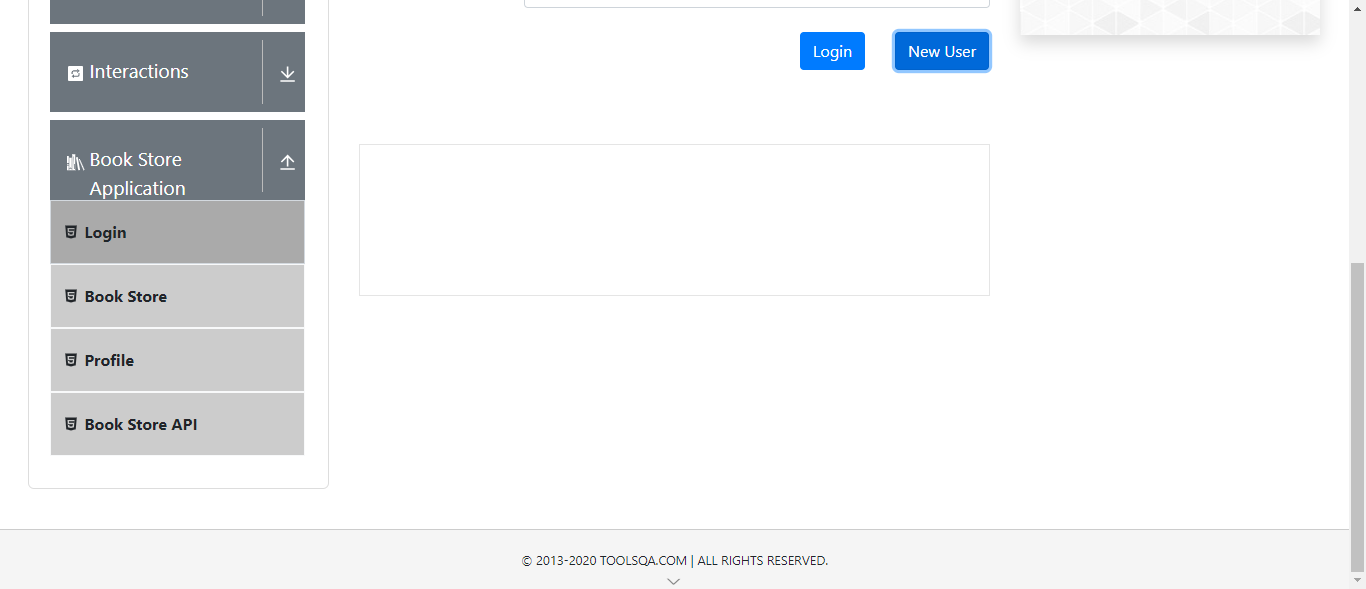 Login
New User
Interactions
Book Store
Application
Login
Book Store
Profile
Book Store API
© 2013-2020 TOOLSQA.COM | ALL RIGHTS RESERVED.